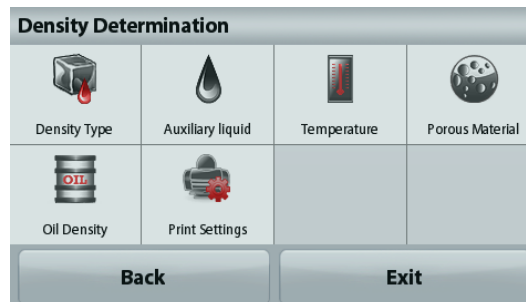 Density Determination
Density Type
Auxiliary liquid
Temperature
Porous Material
OIL
Oil Density
Print Settings
Back
Exit